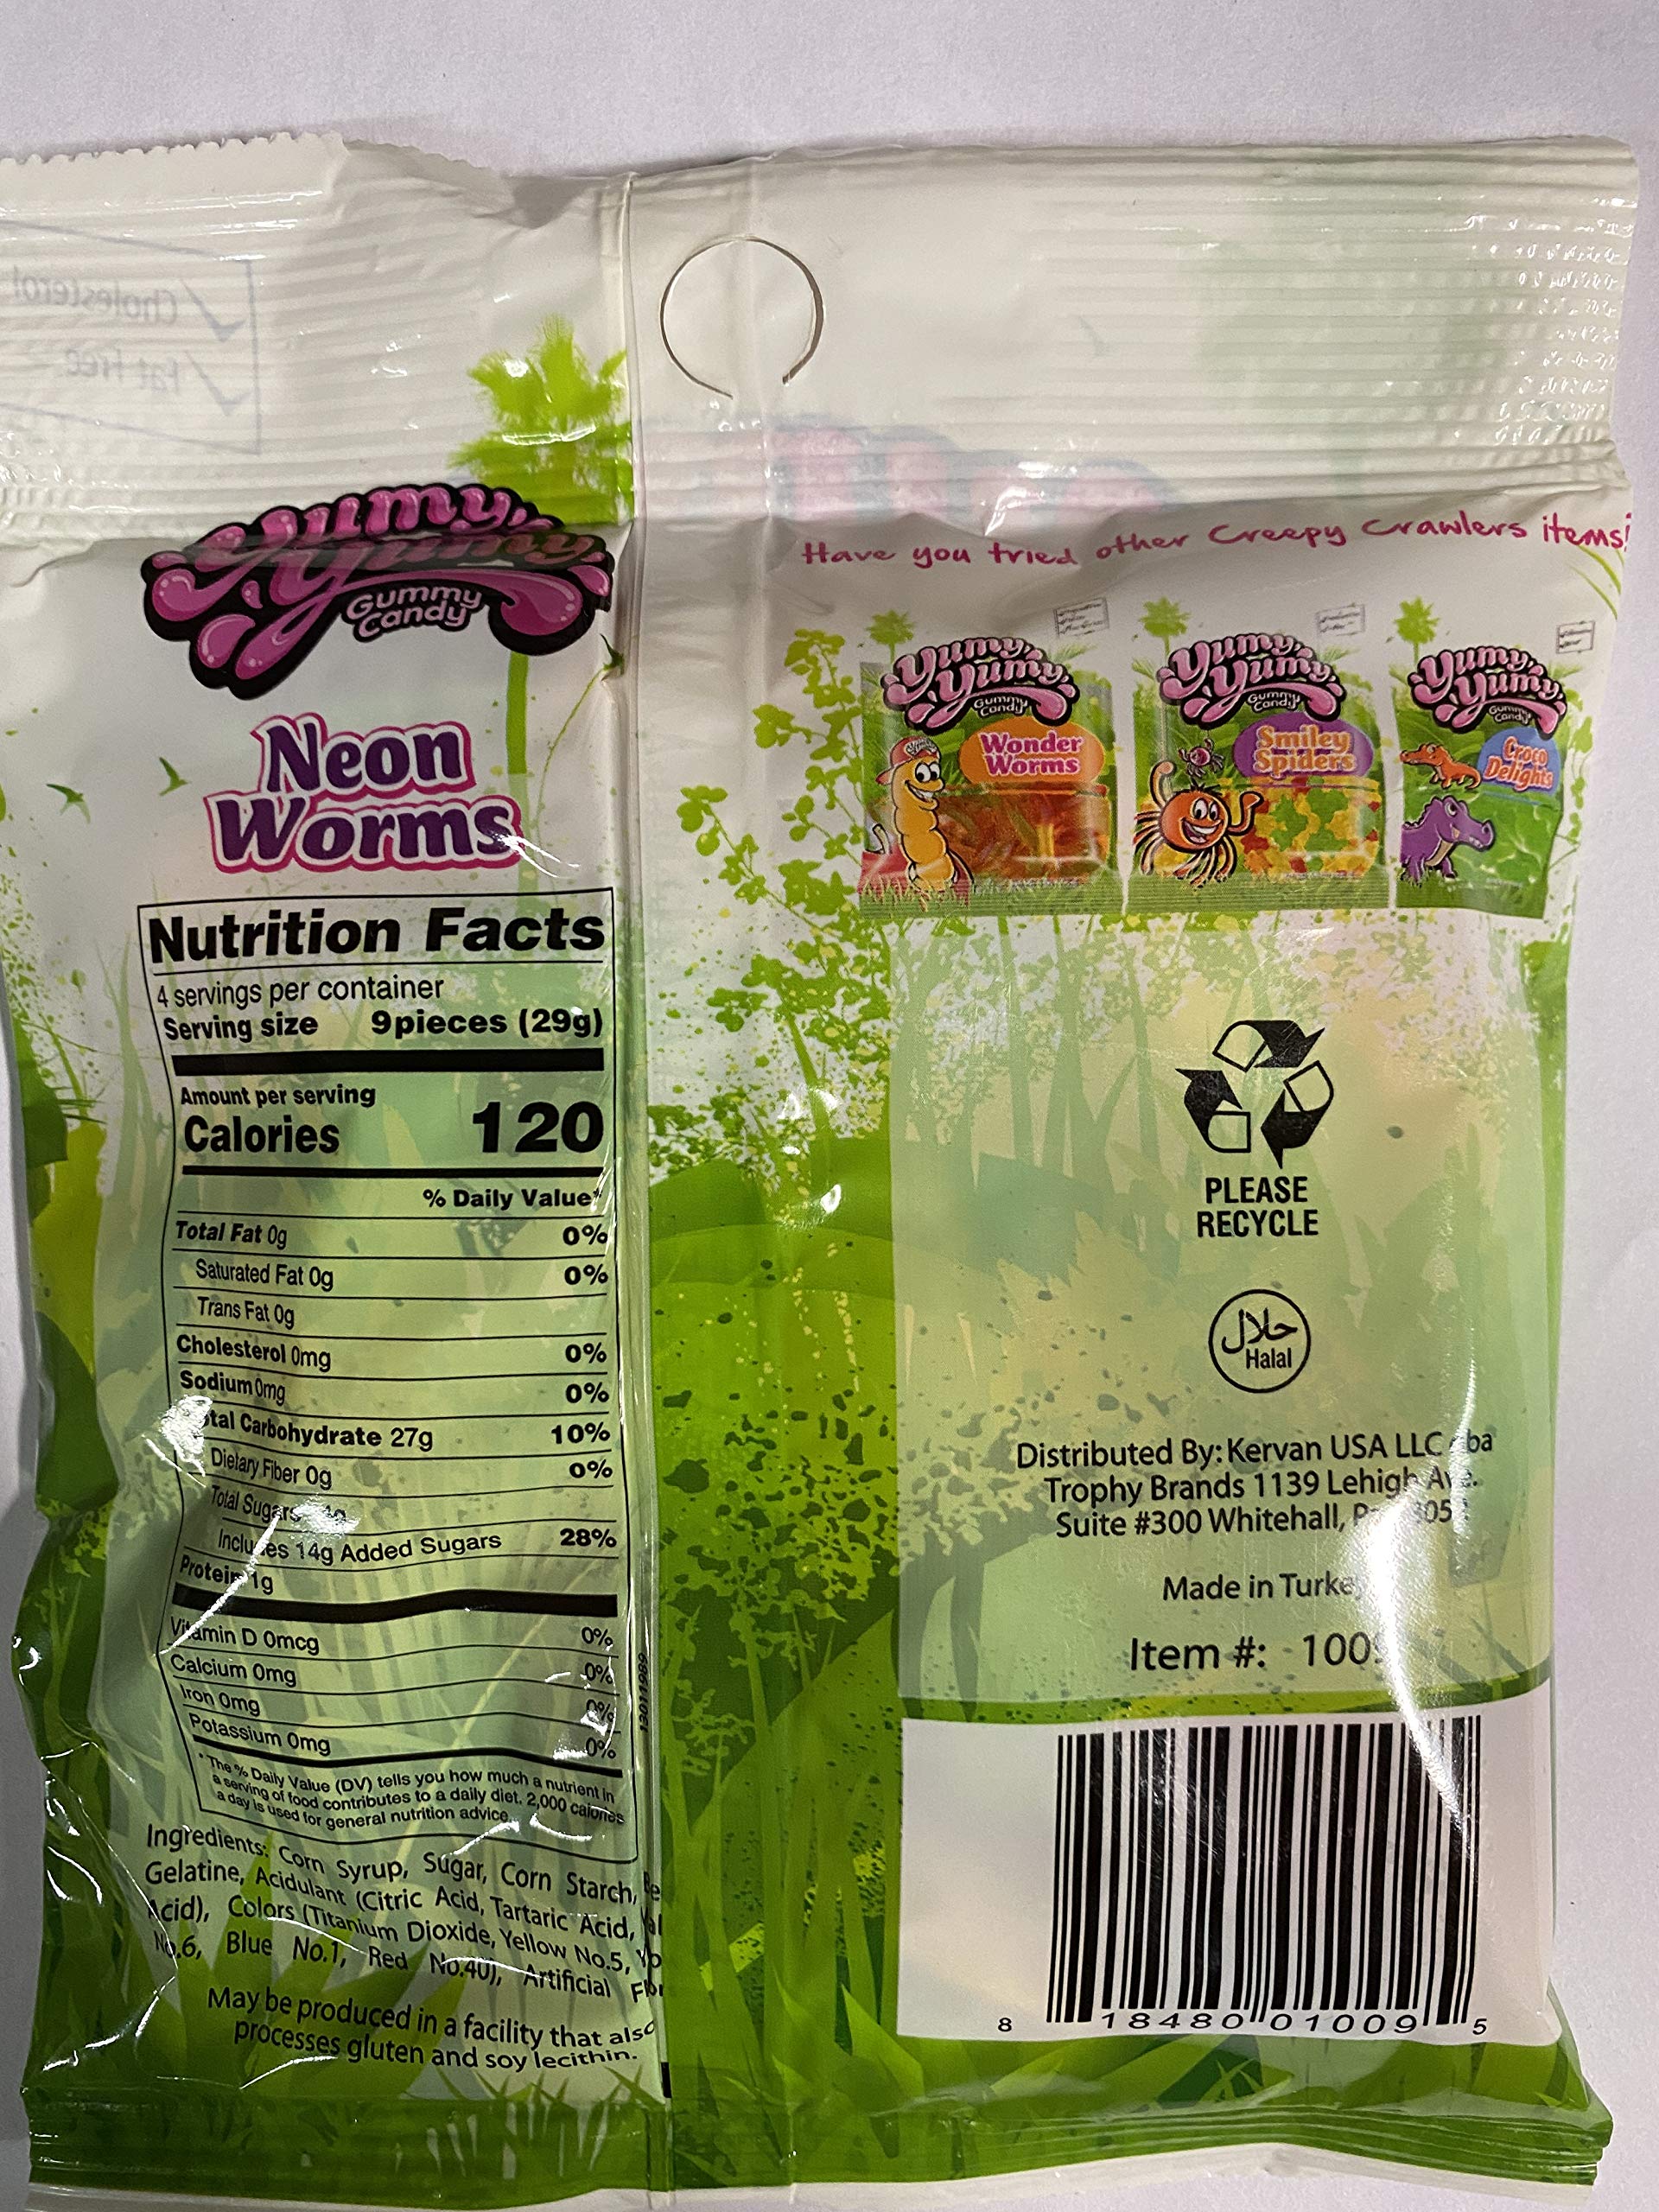 Cholesterol
Fat Free
Yumy,
Yumy
Gummy
Candy
Neon
Worms
Nutrition Facts
4 servings per container
Serving size 9pieces (29g)
Amount per serving
Calories 120
% Daily Value*
Total Fat 0g 0%
Saturated Fat 0g 0%
Trans Fat 0g
Cholesterol 0mg 0%
Sodium 0mg 0%
Carbohydrate 27g 10%
Dietary Fiber 0g 0%
Total Sugars
Includes 14g Added Sugars 28%
Protein 1g
Vitamin D 0mcg 0%
Calcium 0mg 0%
Iron 0mg 0%
Potassium 0mg 0%
* The % Daily Value (DV) tells you how much a nutrient in
a serving of food contributes to a daily diet. 2,000 calories
a day is used for general nutrition advice.
Ingredients: Corn Syrup, Sugar, Corn Starch,
Gelatine, Acidulant (Citric Acid, Tartaric Acid,
Acid), Colors (Titanium Dioxide, Yellow No.5,
No.6, Blue No.1, Red No.40), Artificial
May be produced in a facility that also
processes gluten and soy lecithin.
13011989
Have you tried other Creepy Crawlers items!
Yumy,
Yumy
Gummy
Candy
Wonder
Worms
Yumy,
Yumy
Gummy
Candy
Smiley
Spiders
Yumy,
Yumy
Gummy
Candy
Croco
Delights
PLEASE
RECYCLE
حلال
Halal
Distributed By: Kervan USA LLC
Trophy Brands 1139 Lehigh Ave.
Suite #300 Whitehall,
Made in Turkey
Item #:
8 18480 01009 5